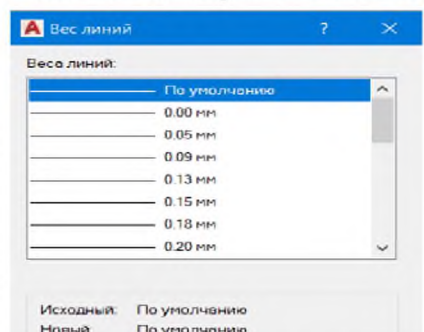 A Вес линий ? ×
Веса линий:
По умолчанию
0.00 мм
0.05 мм
0.09 мм
0.13 мм
0.15 мм
0.18 мм
0.20 мм
Исходный: По умолчанию
Новый: По умолчанию